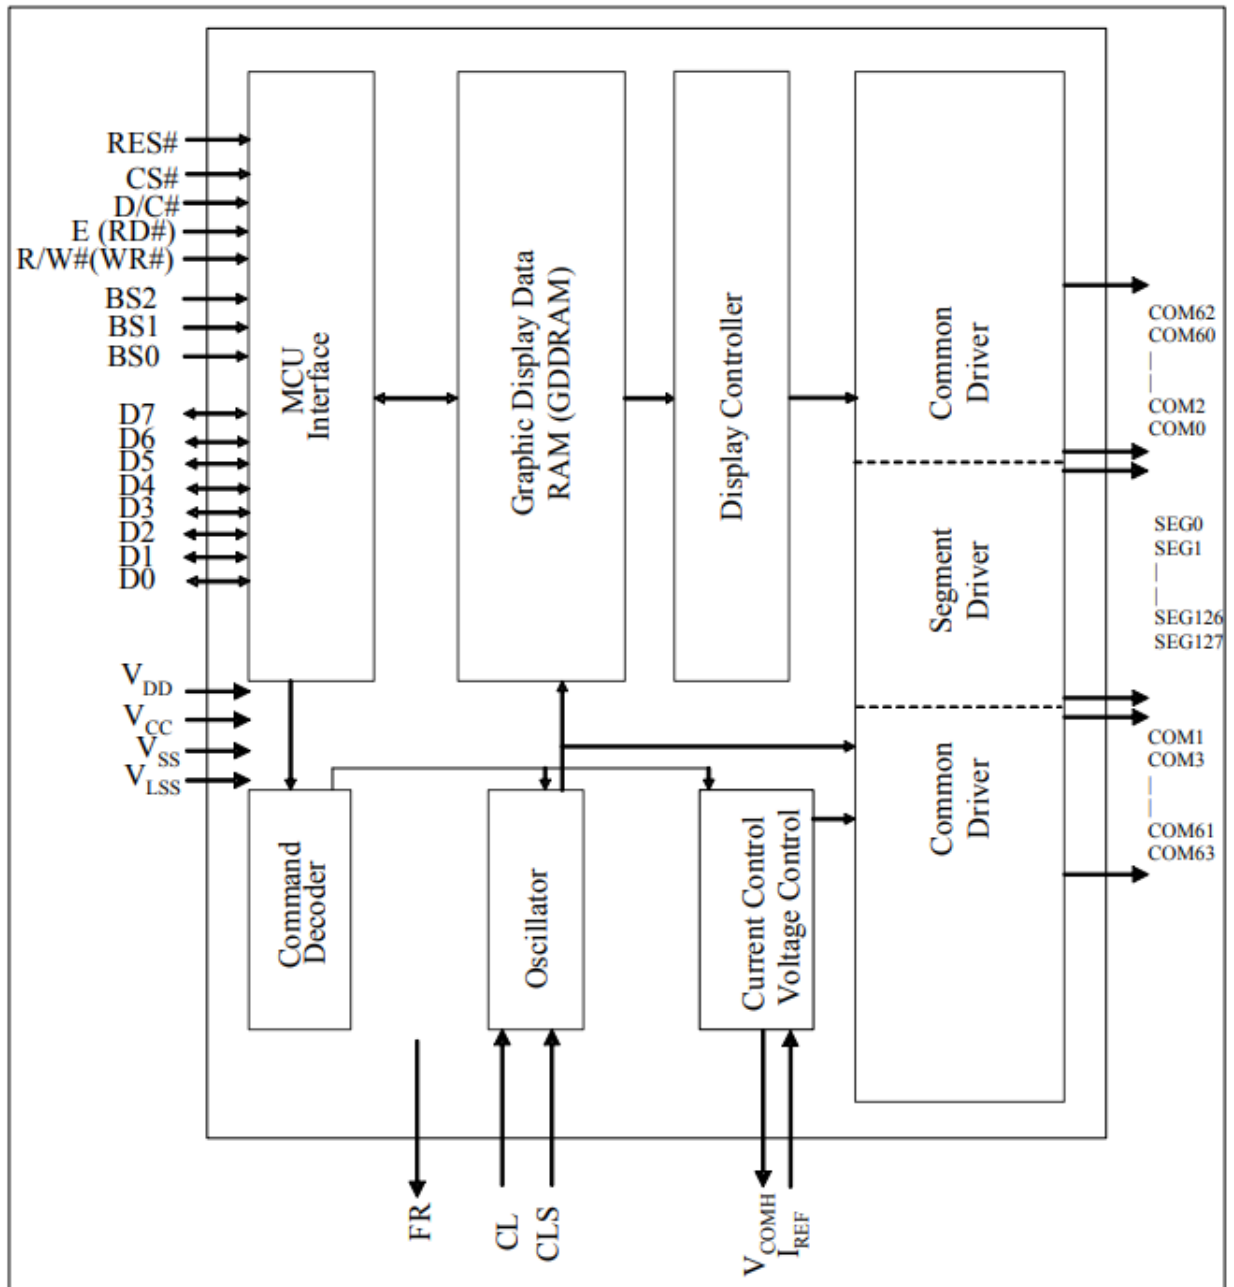 RES#
CS#
D/C#
E (RD#)
R/W#(WR#)
BS2
BS1
BS0
D7
D6
D5
D4
D3
D2
D1
D0
VDD
VCC
VSS
VLSS
MCU
Interface
Graphic Display Data
RAM (GDDRAM)
Display Controller
Common
Driver
Segment
Driver
Common
Driver
COM62
COM60
|
|
COM2
COM0
SEG0
SEG1
|
|
SEG126
SEG127
COM1
COM3
|
|
COM61
COM63
Command
Decoder
Oscillator
Current Control
Voltage Control
FR
CL
CLS
VCOMH
IREF